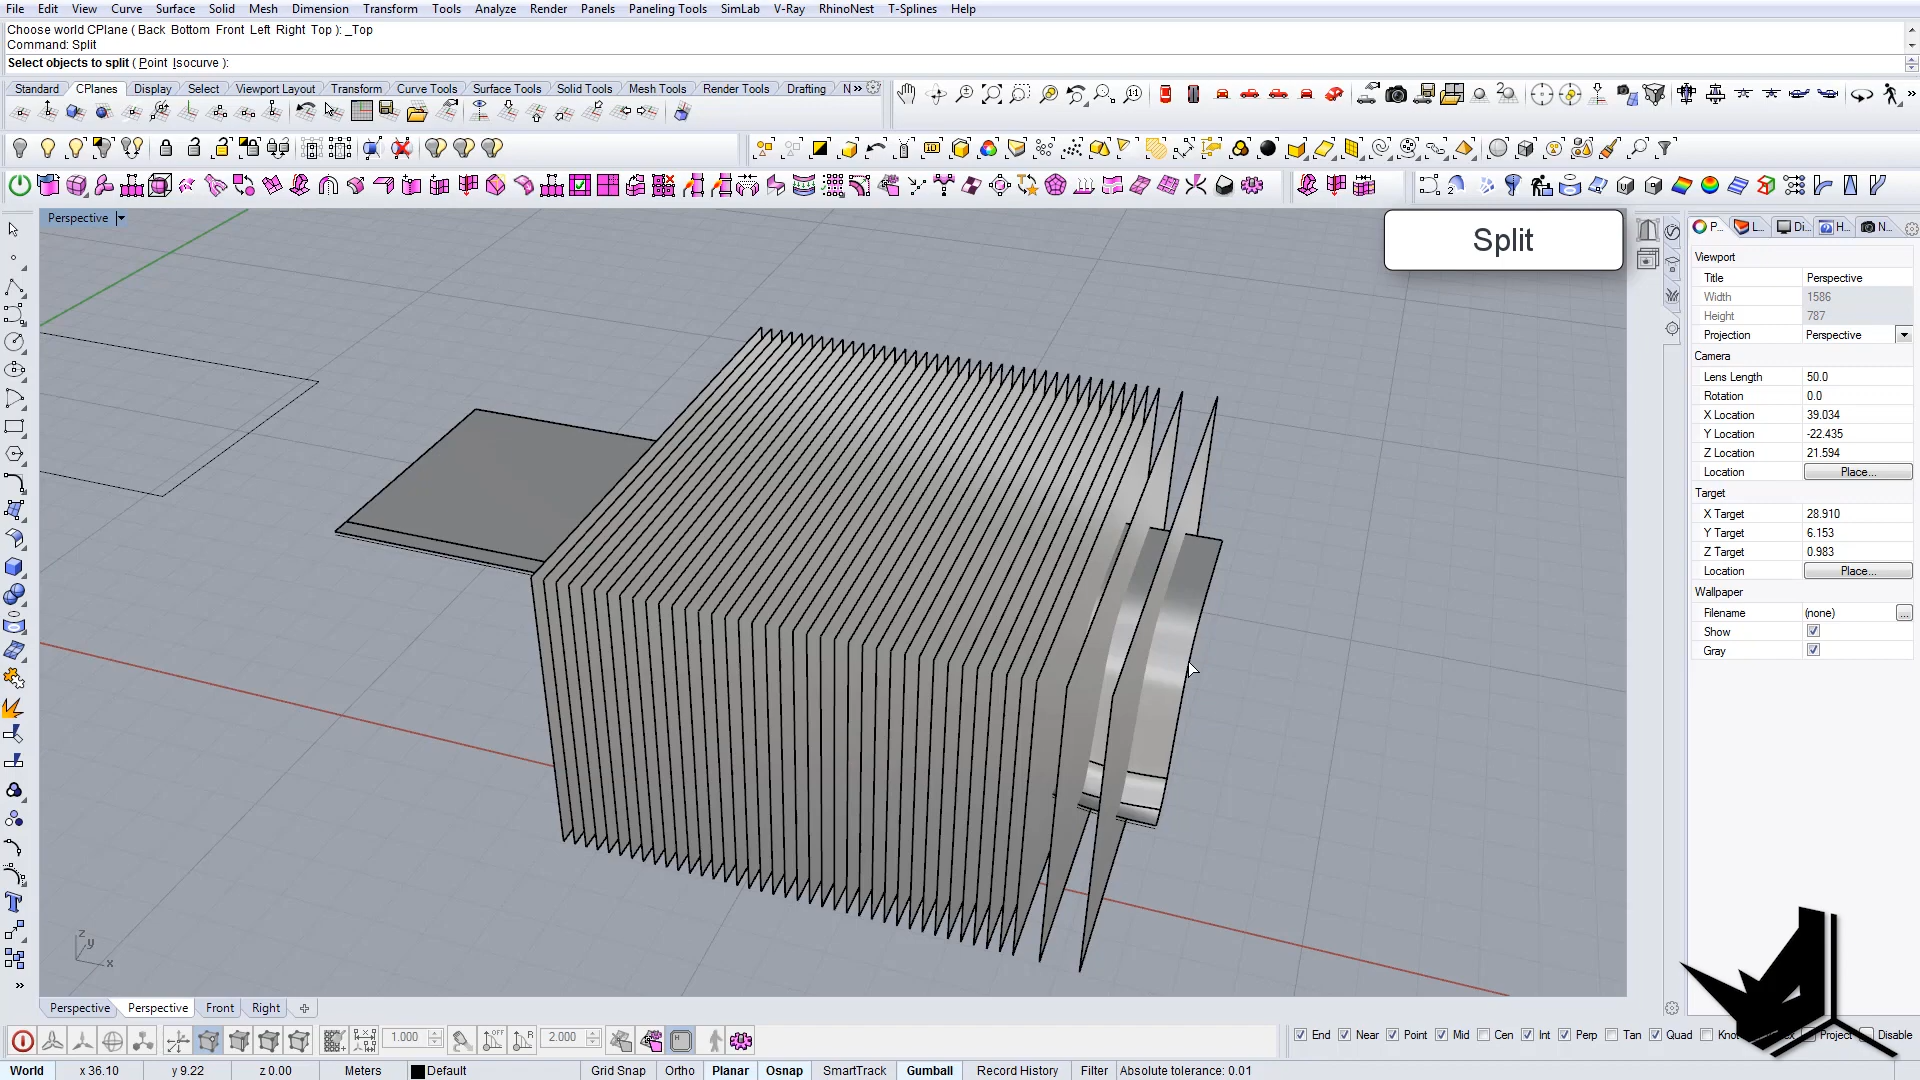 File Edit View Curve Surface Solid Mesh Dimension Transform Tools Analyze Render Panels Paneling Tools SimLab V-Ray RhinoNest T-Splines Help
Choose world CPlane ( Back Bottom Front Left Right Top ): _Top
Command: Split
Select objects to split ( Point Isocurve ):
Standard CPlanes Display Select Viewport Layout Transform Curve Tools Surface Tools Solid Tools Mesh Tools Render Tools Drafting N »
Perspective
Split
P... L... Di... H... N...
Viewport
Title Perspective
Width 1586
Height 787
Projection Perspective
Camera
Lens Length 50.0
Rotation 0.0
X Location 39.034
Y Location -22.435
Z Location 21.594
Location Place...
Target
X Target 28.910
Y Target 6.153
Z Target 0.983
Location Place...
Wallpaper
Filename (none) ...
Show
Gray
z
y
x
Perspective Perspective Front Right
1.000 2.000
End Near Point Mid Cen Int Perp Tan Quad Kno Project Disable
World x 36.10 y 9.22 z 0.00 Meters Default Grid Snap Ortho Planar Osnap SmartTrack Gumball Record History Filter Absolute tolerance: 0.01